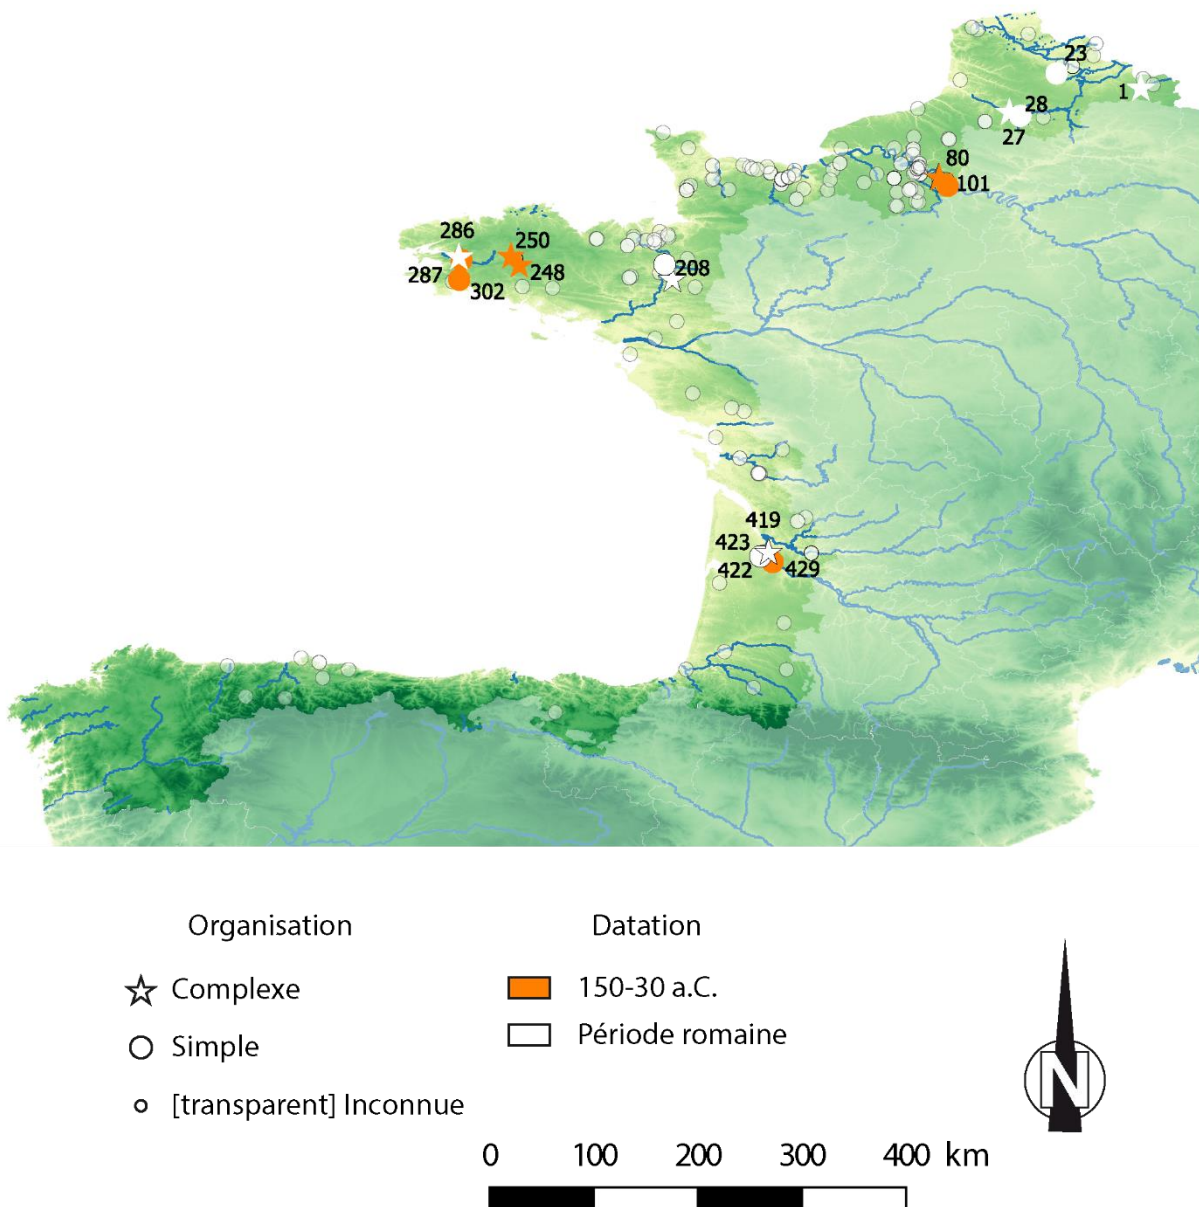 23
1
28
27
80
101
286
250
287
248
302
208
419
423
422
429
Organisation
Datation
Complexe
150-30 a.C.
Simple
Période romaine
[transparent] Inconnue
N
0 100 200 300 400 km